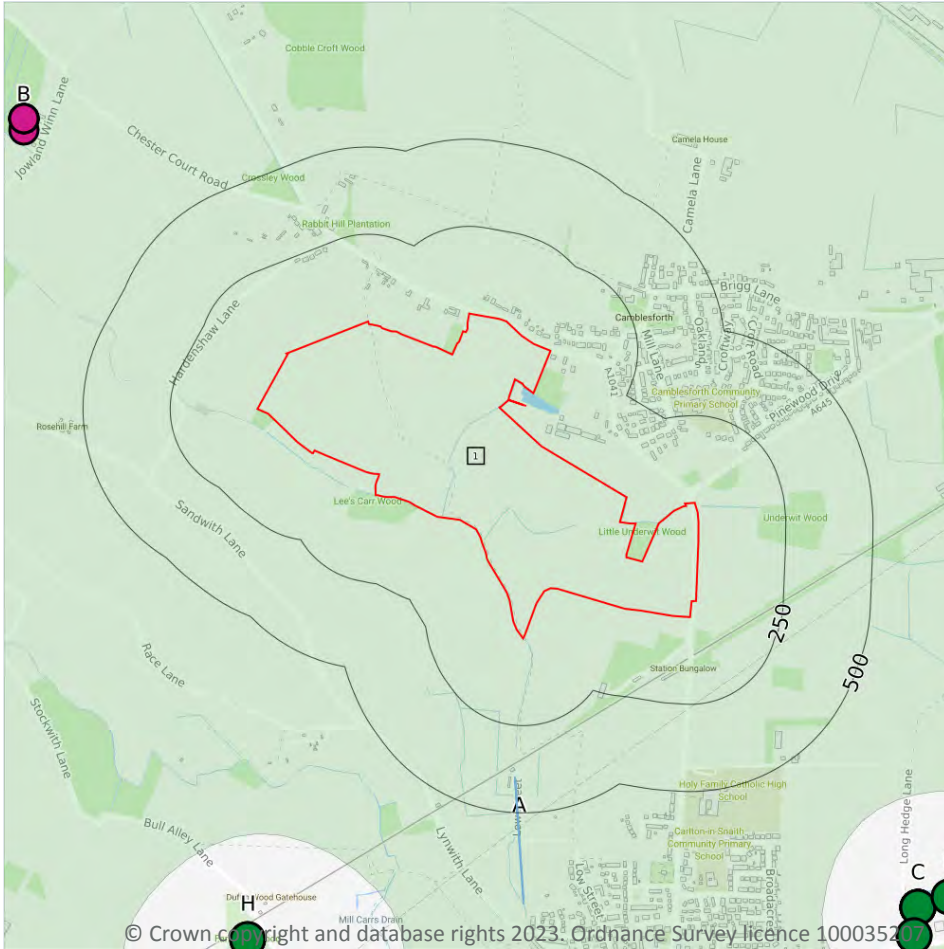 Cobble Croft Wood
B
Jowland Winn Lane
Chester Court Road
Camela House
Camela Lane
Crossley Wood
Rabbit Hill Plantation
Brigg Lane
Camblesforth
Hardenshaw Lane
Mill Lane
Oakland
Croftway
Croft Road
A1041
Camblesforth Community
Primary School
Pinewood Drive
A645
Rosehill Farm
1
Lee's Carr Wood
Sandwith Lane
Little Underwit Wood
Underwit Wood
250
Station Bungalow
500
Race Lane
Stockwith Lane
Town Fleet
A
Holy Family Catholic High
School
Long Hedge Lane
Bull Alley Lane
Lynwith Lane
Carlton-in Snaith
Community Primary
School
Low Street
Broadacre
C
H
Mill Carrs Drain
© Crown copyright and database rights 2023. Ordnance Survey licence 100035207.